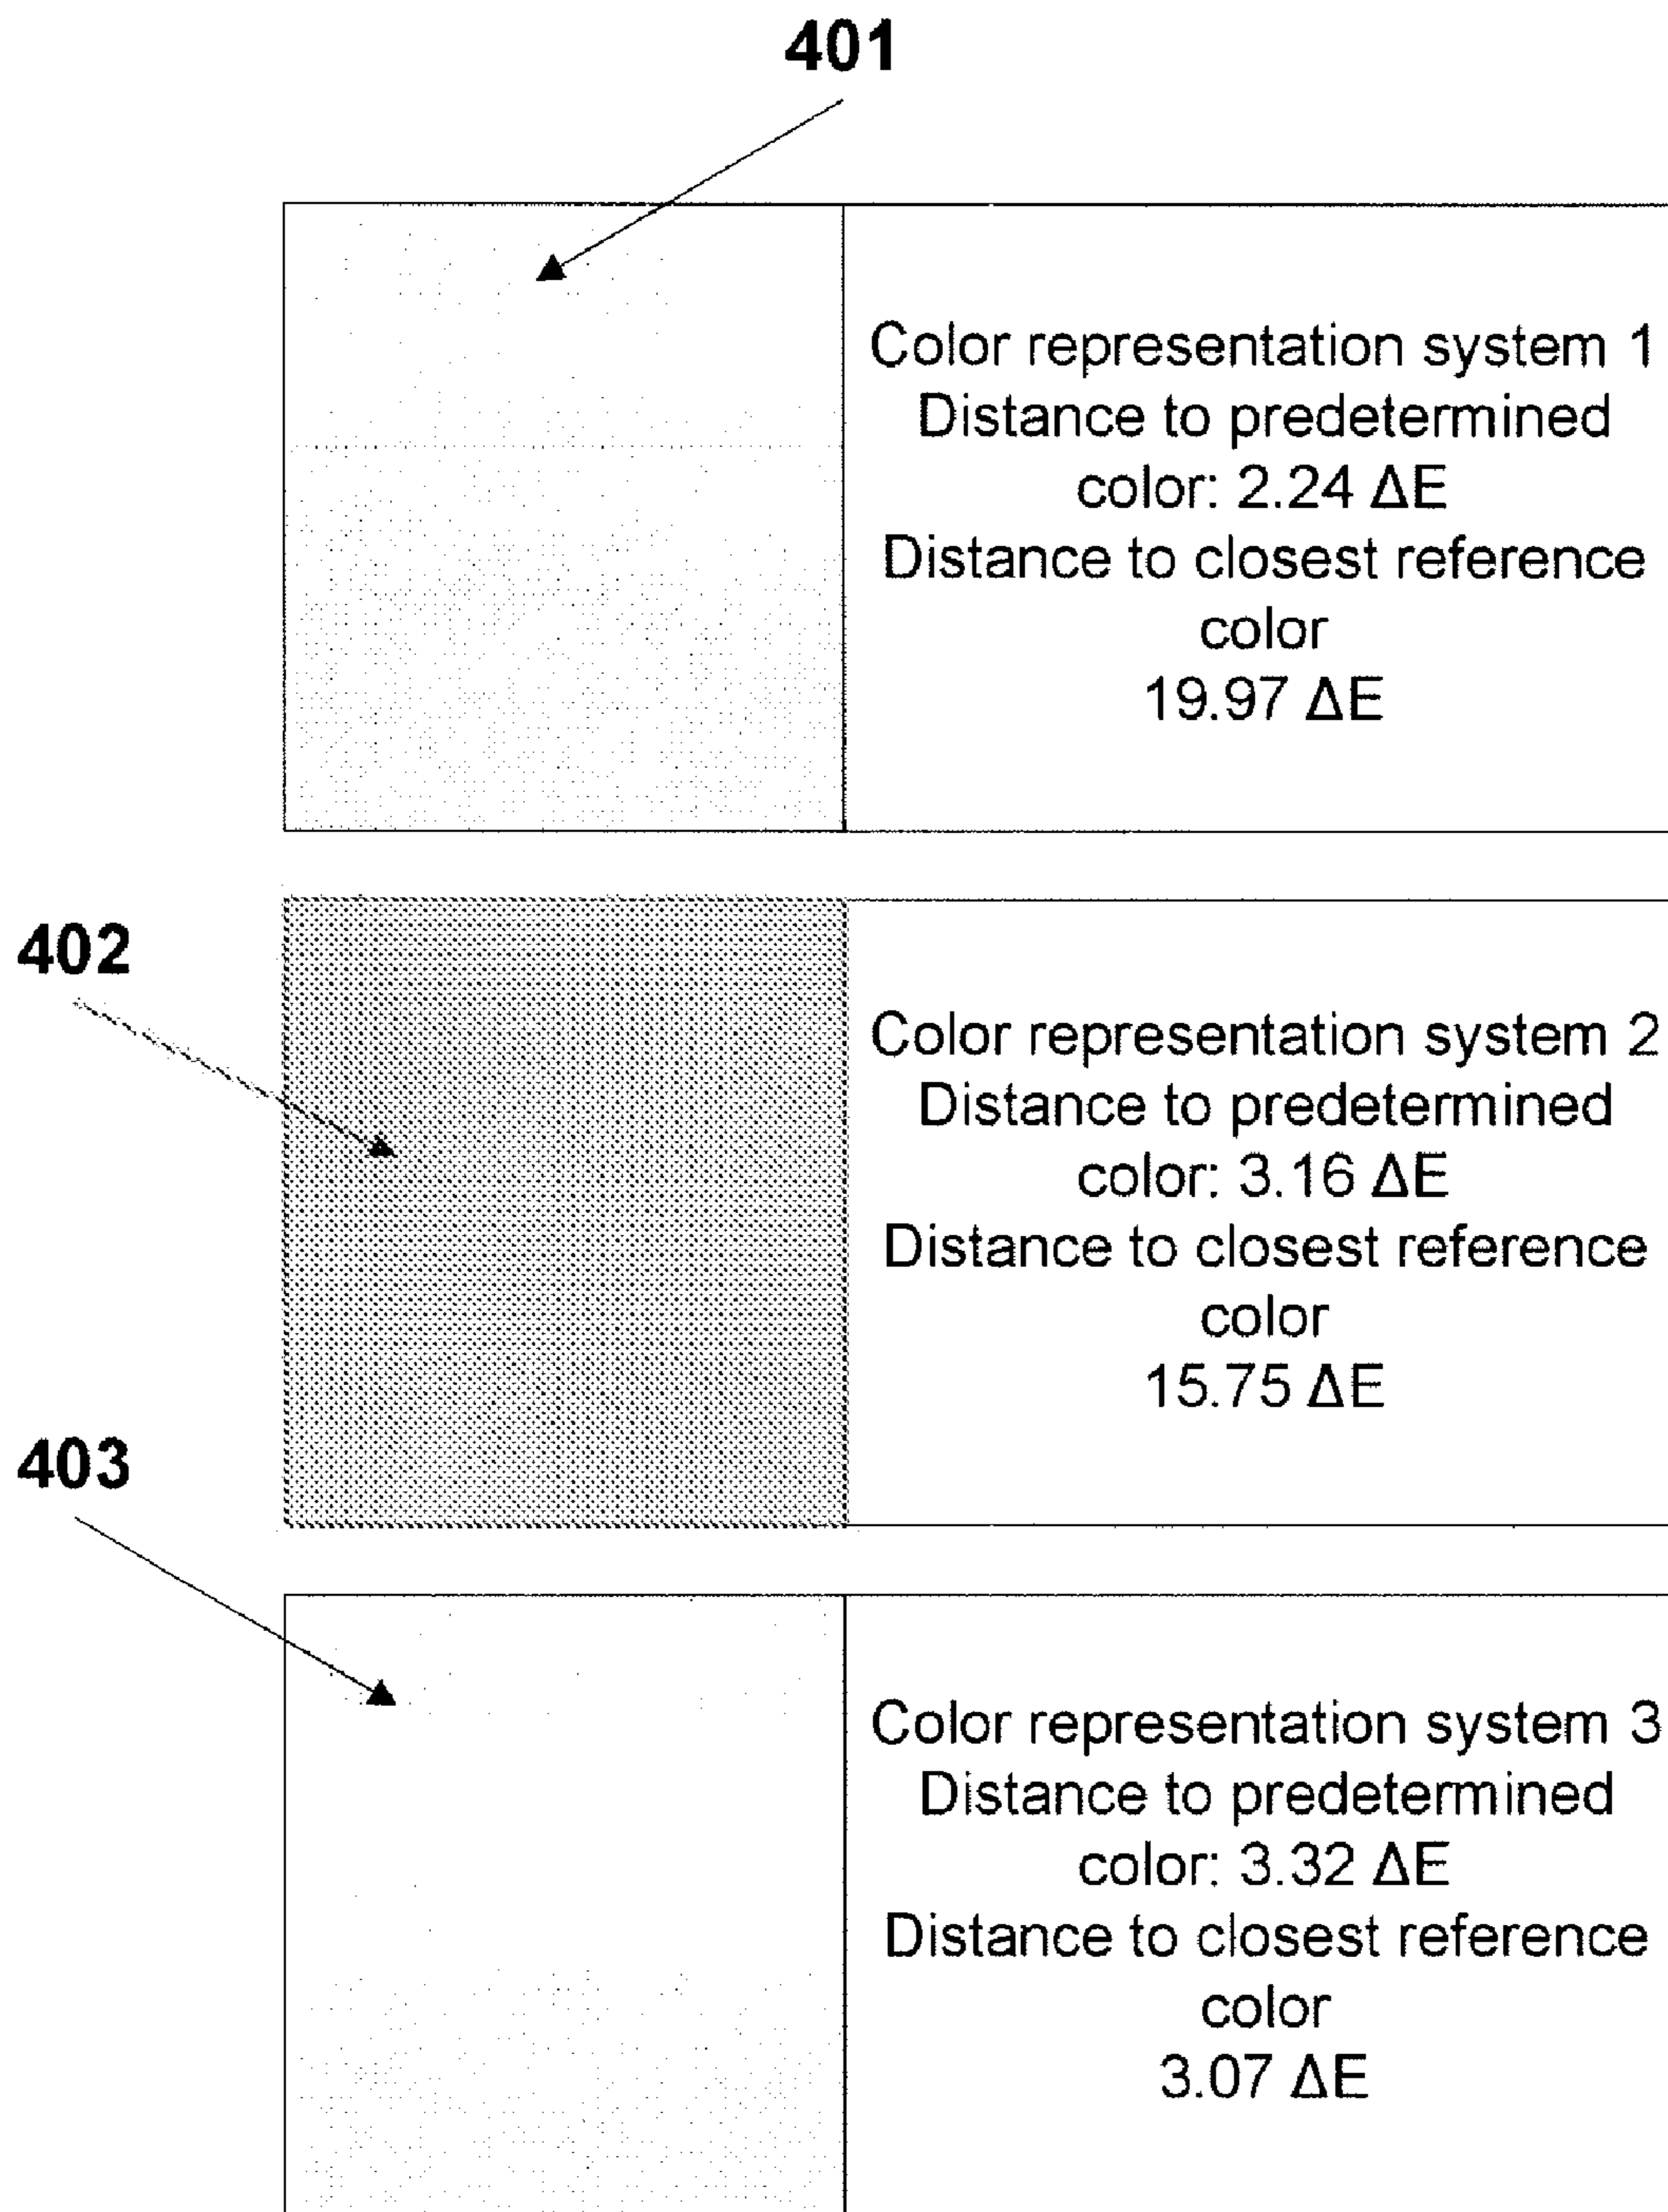 401
Color representation system 1
Distance to predetermined
color: 2.24 ΔE
Distance to closest reference
color
19.97 ΔE
402
Color representation system 2
Distance to predetermined
color: 3.16 ΔE
Distance to closest reference
color
15.75 ΔE
403
Color representation system 3
Distance to predetermined
color: 3.32 ΔE
Distance to closest reference
color
3.07 ΔE